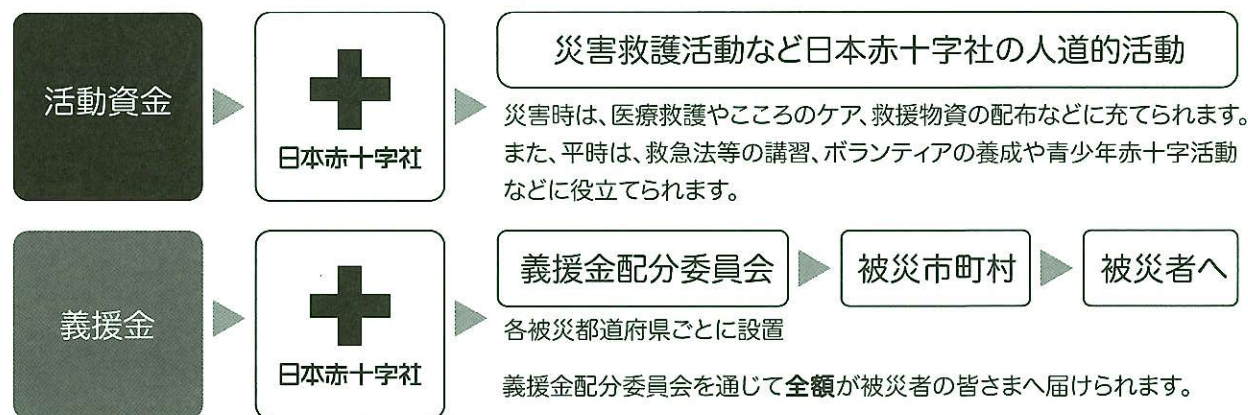 活動資金
日本赤十字社
災害救護活動など日本赤十字社の人道的活動
災害時は、医療救護やこころのケア、救援物資の配布などに充てられます。
また、平時は、救急法等の講習、ボランティアの養成や青少年赤十字活動
などに役立てられます。
義援金
日本赤十字社
義援金配分委員会
被災市町村
被災者へ
各被災都道府県ごとに設置
義援金配分委員会を通じて全額が被災者の皆さまへ届けられます。